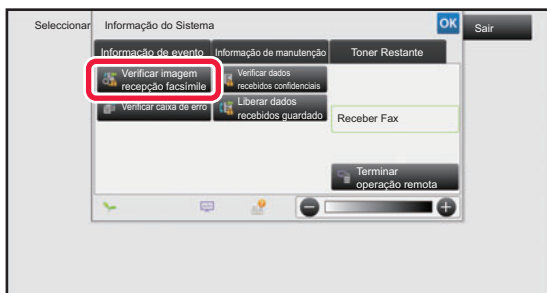 Seleccionar
Informação do Sistema
OK
Sair
Informação de evento
Informação de manutenção
Toner Restante
Verificar imagem
recepção facsímile
Verificar dados
recebidos confidenciais
Verificar caixa de erro
Liberar dados
recebidos guardado
Receber Fax
Terminar
operação remota